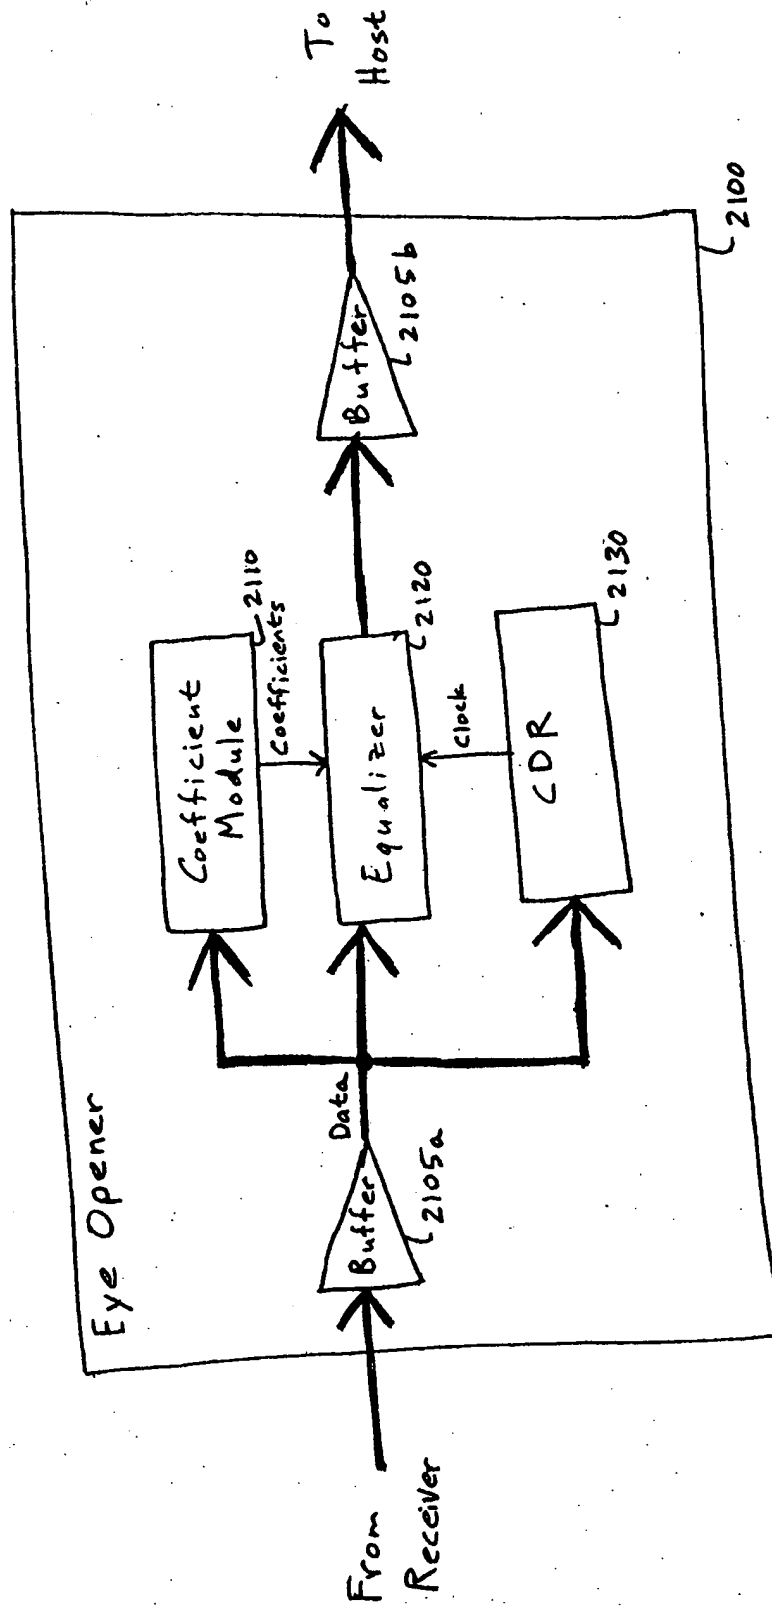 Eye Opener
From
Receiver
Buffer
2105a
Data
Coefficient
Module
2110
Coefficients
Equalizer
2120
Clock
CDR
2130
Buffer
2105b
To
Host
2100